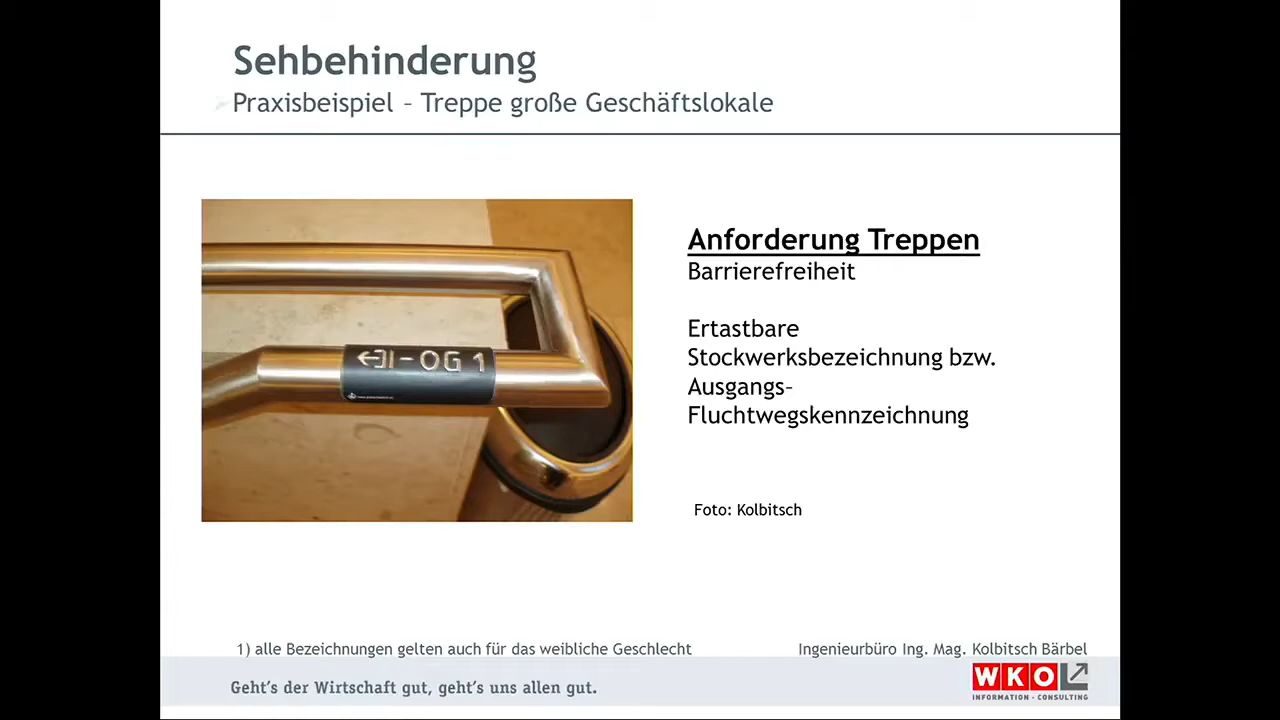 Sehbehinderung
Praxisbeispiel – Treppe große Geschäftslokale
OG 1
Anforderung Treppen
Barrierefreiheit
Ertastbare
Stockwerksbezeichnung bzw.
Ausgangs–
Fluchtwegskennzeichnung
Foto: Kolbitsch
1) alle Bezeichnungen gelten auch für das weibliche Geschlecht
Ingenieurbüro Ing. Mag. Kolbitsch Bärbel
Geht's der Wirtschaft gut, geht's uns allen gut.
WKO
INFORMATION · CONSULTING